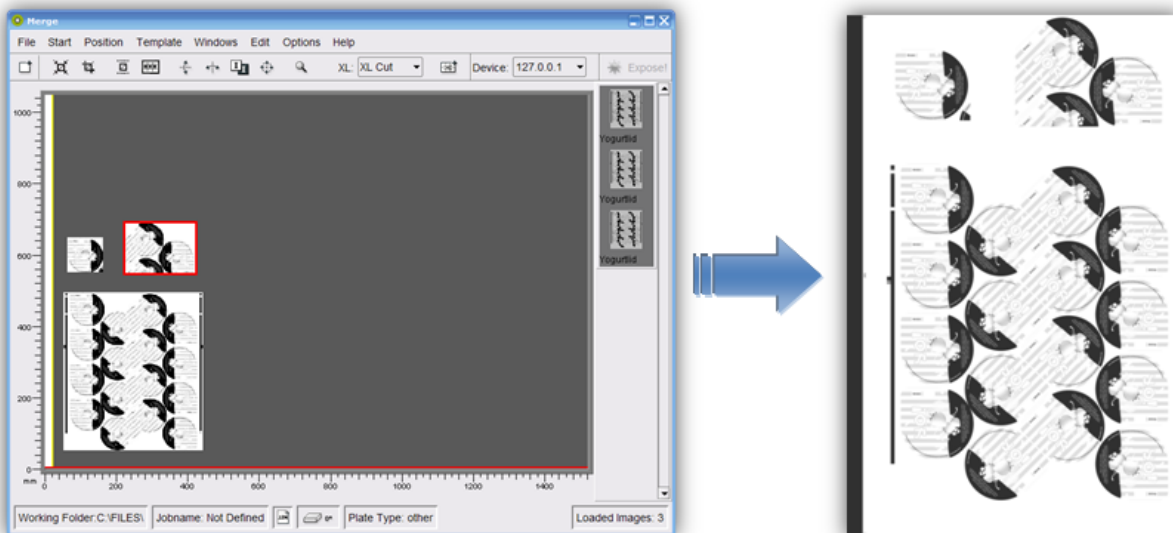 Merge
File Start Position Template Windows Edit Options Help
XL: XL Cut Device: 127.0.0.1 Expose!
1000
800
600
400
200
0
mm 0 200 400 600 800 1000 1200 1400
Yogurtlid
Yogurtlid
Yogurtlid
Working Folder:C:\FILES\ Jobname: Not Defined Plate Type: other Loaded Images: 3